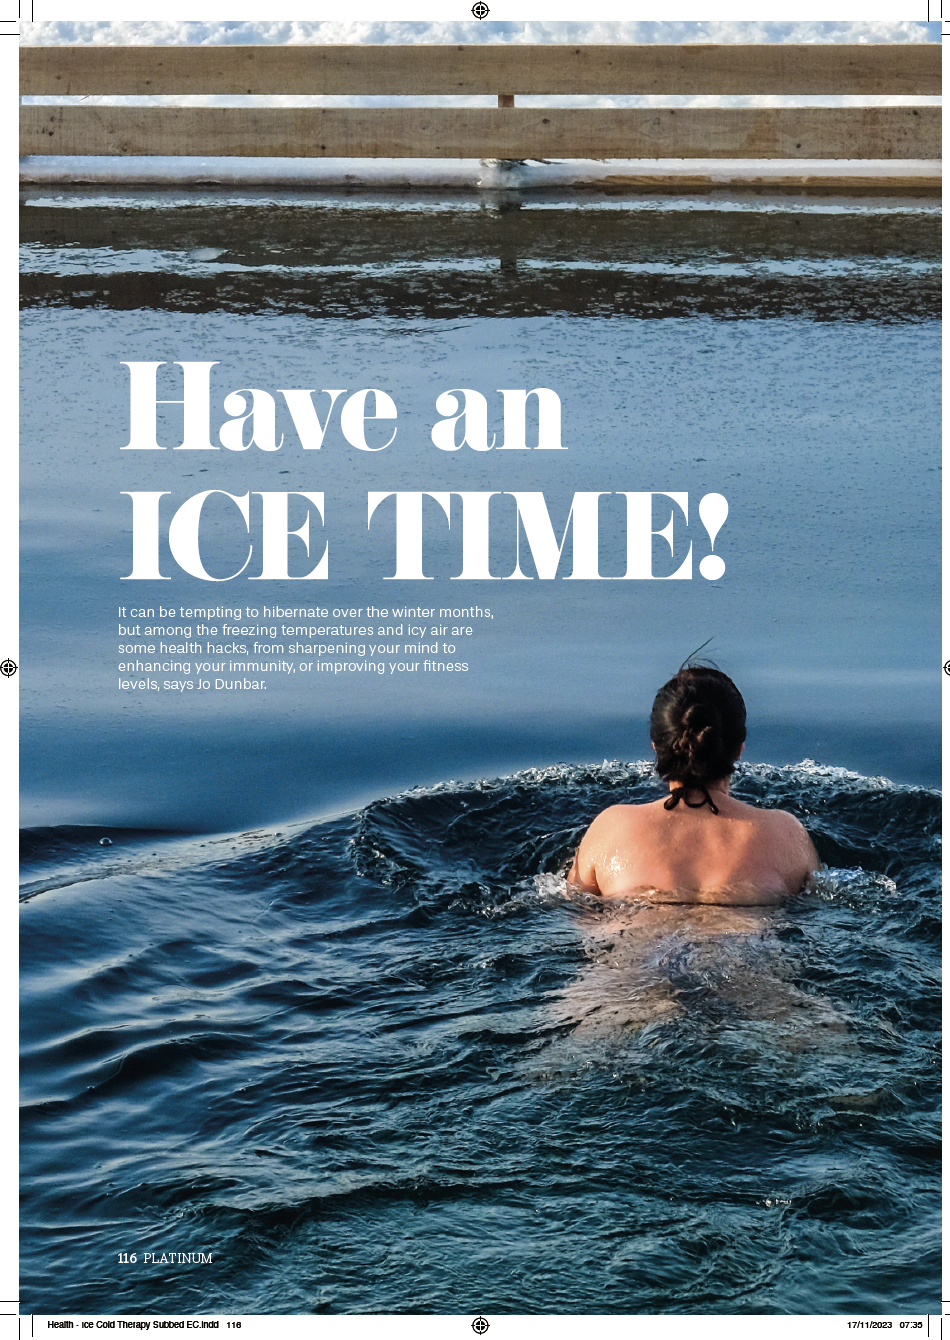 Have an
ICE TIME!
It can be tempting to hibernate over the winter months,
but among the freezing temperatures and icy air are
some health hacks, from sharpening your mind to
enhancing your immunity, or improving your fitness
levels, says Jo Dunbar.
116 PLATINUM
Health - Ice Cold Therapy Subbed EC.indd 116
17/11/2023 07:35